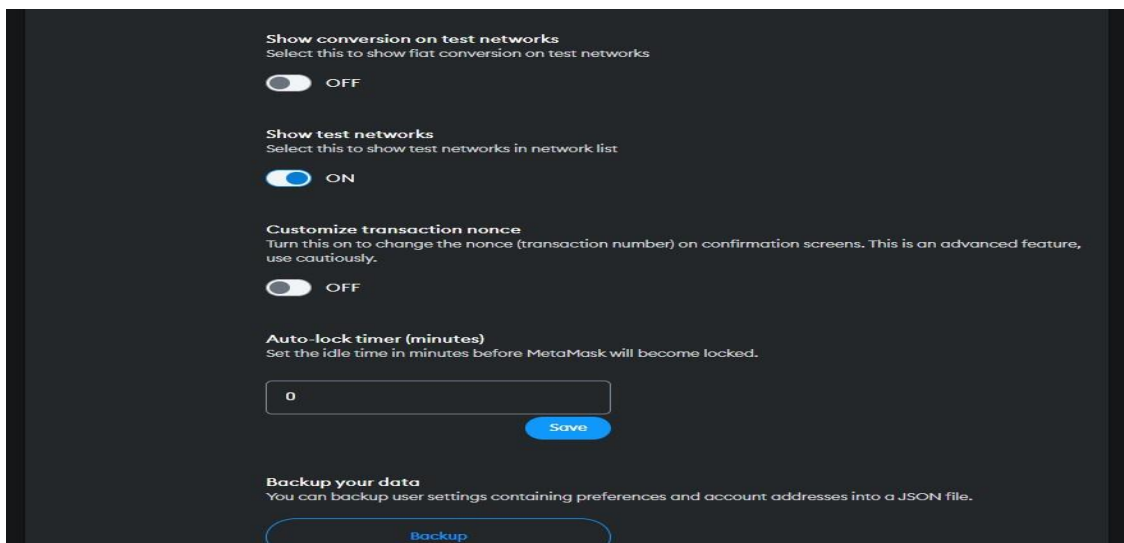 Show conversion on test networks
Select this to show fiat conversion on test networks
OFF
Show test networks
Select this to show test networks in network list
ON
Customize transaction nonce
Turn this on to change the nonce (transaction number) on confirmation screens. This is an advanced feature,
use cautiously.
OFF
Auto-lock timer (minutes)
Set the idle time in minutes before MetaMask will become locked.
0
Save
Backup your data
You can backup user settings containing preferences and account addresses into a JSON file.
Backup